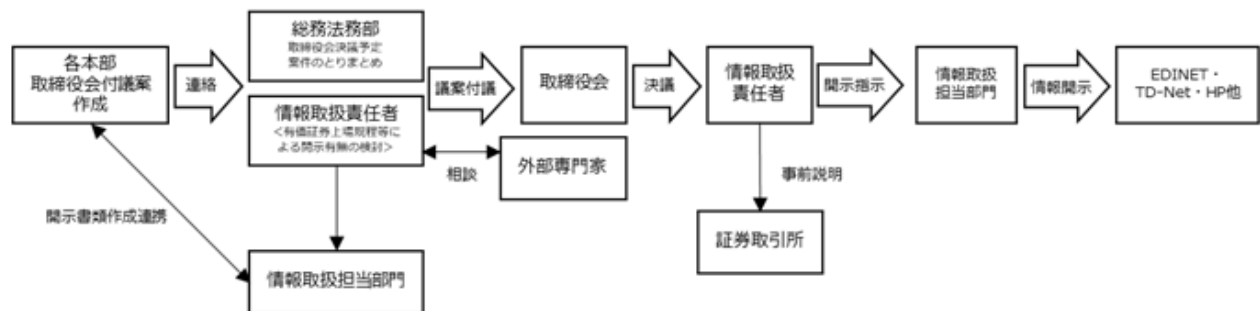 各本部
取締役会付議案
作成
連絡
総務法務部
取締役会決議予定
案件のとりまとめ
情報取扱責任者
<有価証券上場規程等に
よる開示有無の検討>
議案付議
取締役会
決議
情報取扱
責任者
開示指示
情報取扱
担当部門
情報開示
EDINET・
TD-Net・HP他
相談
外部専門家
事前説明
証券取引所
開示書類作成連携
情報取扱担当部門